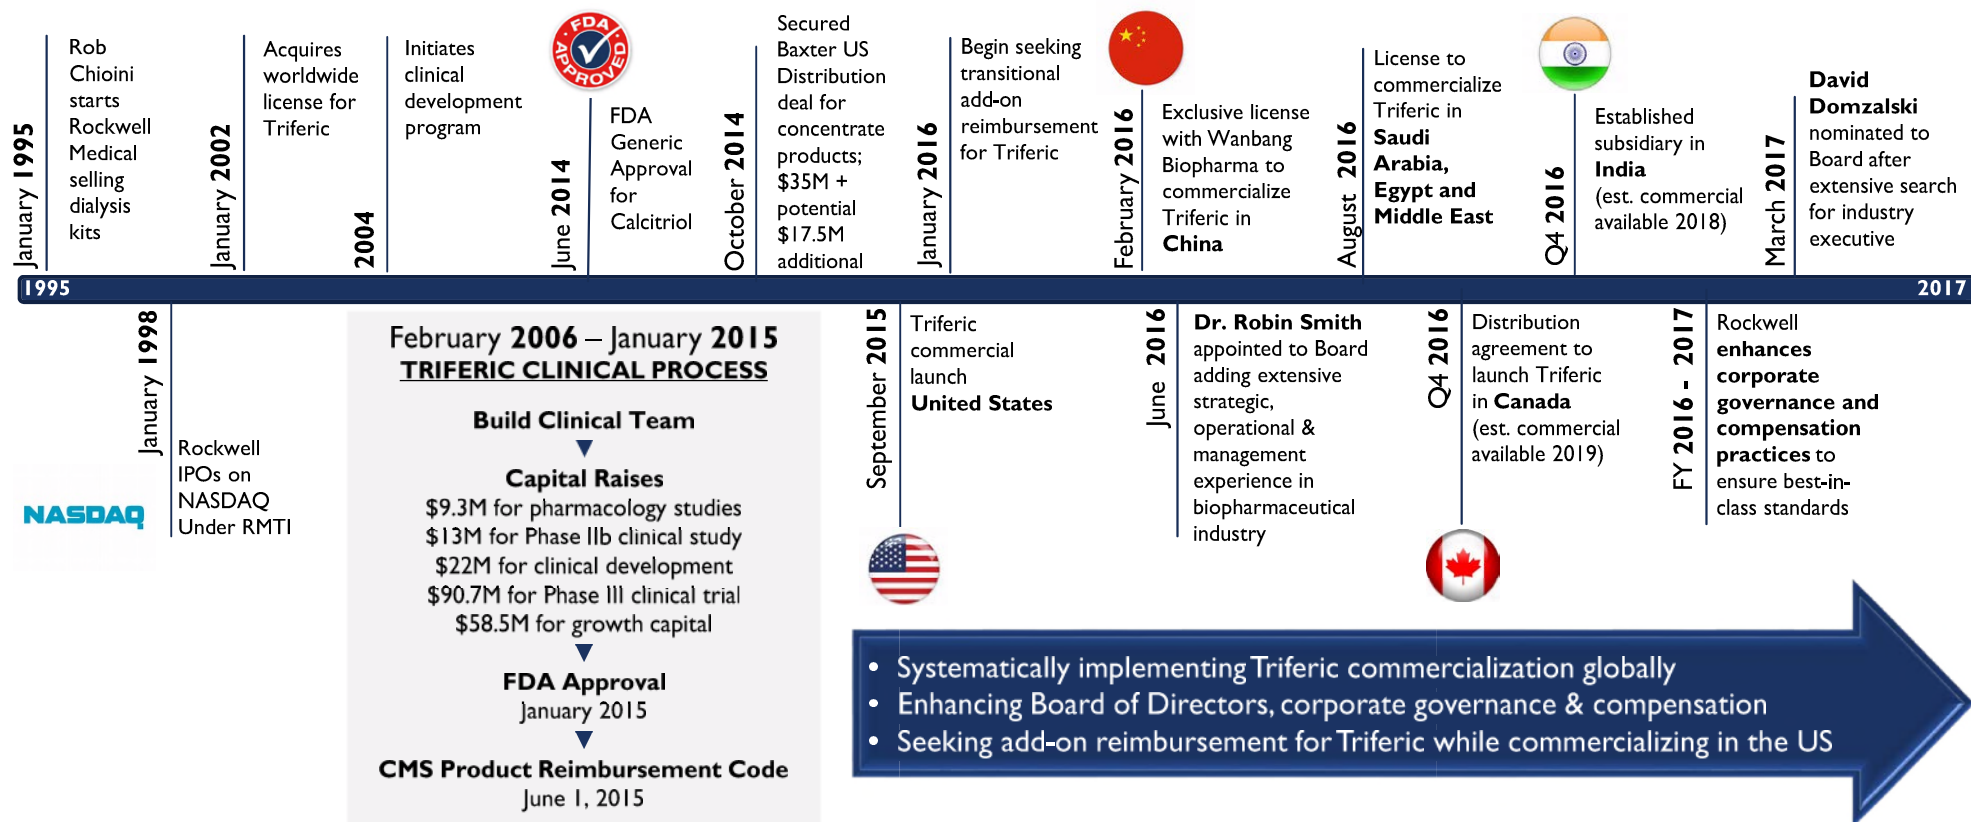 January 1995
Rob
Chioini
starts
Rockwell
Medical
selling
dialysis
kits
January 2002
Acquires
worldwide
license for
Triferic
2004
Initiates
clinical
development
program
FDA
APPROVED
June 2014
FDA
Generic
Approval
for
Calcitriol
October 2014
Secured
Baxter US
Distribution
deal for
concentrate
products;
$35M +
potential
$17.5M
additional
January 2016
Begin seeking
transitional
add-on
reimbursement
for Triferic
February 2016
Exclusive license
with Wanbang
Biopharma to
commercialize
Triferic in
China
August 2016
License to
commercialize
Triferic in
Saudi
Arabia,
Egypt and
Middle East
Q4 2016
Established
subsidiary in
India
(est. commercial
available 2018)
March 2017
David
Domzalski
nominated to
Board after
extensive search
for industry
executive
1995
2017
January 1998
Rockwell
IPOs on
NASDAQ
Under RMTI
NASDAQ
February 2006 – January 2015
TRIFERIC CLINICAL PROCESS
Build Clinical Team
Capital Raises
$9.3M for pharmacology studies
$13M for Phase IIb clinical study
$22M for clinical development
$90.7M for Phase III clinical trial
$58.5M for growth capital
FDA Approval
January 2015
CMS Product Reimbursement Code
June 1, 2015
September 2015
Triferic
commercial
launch
United States
June 2016
Dr. Robin Smith
appointed to Board
adding extensive
strategic,
operational &
management
experience in
biopharmaceutical
industry
Q4 2016
Distribution
agreement to
launch Triferic
in Canada
(est. commercial
available 2019)
FY 2016 - 2017
Rockwell
enhances
corporate
governance and
compensation
practices to
ensure best-in-
class standards
• Systematically implementing Triferic commercialization globally
• Enhancing Board of Directors, corporate governance & compensation
• Seeking add-on reimbursement for Triferic while commercializing in the US